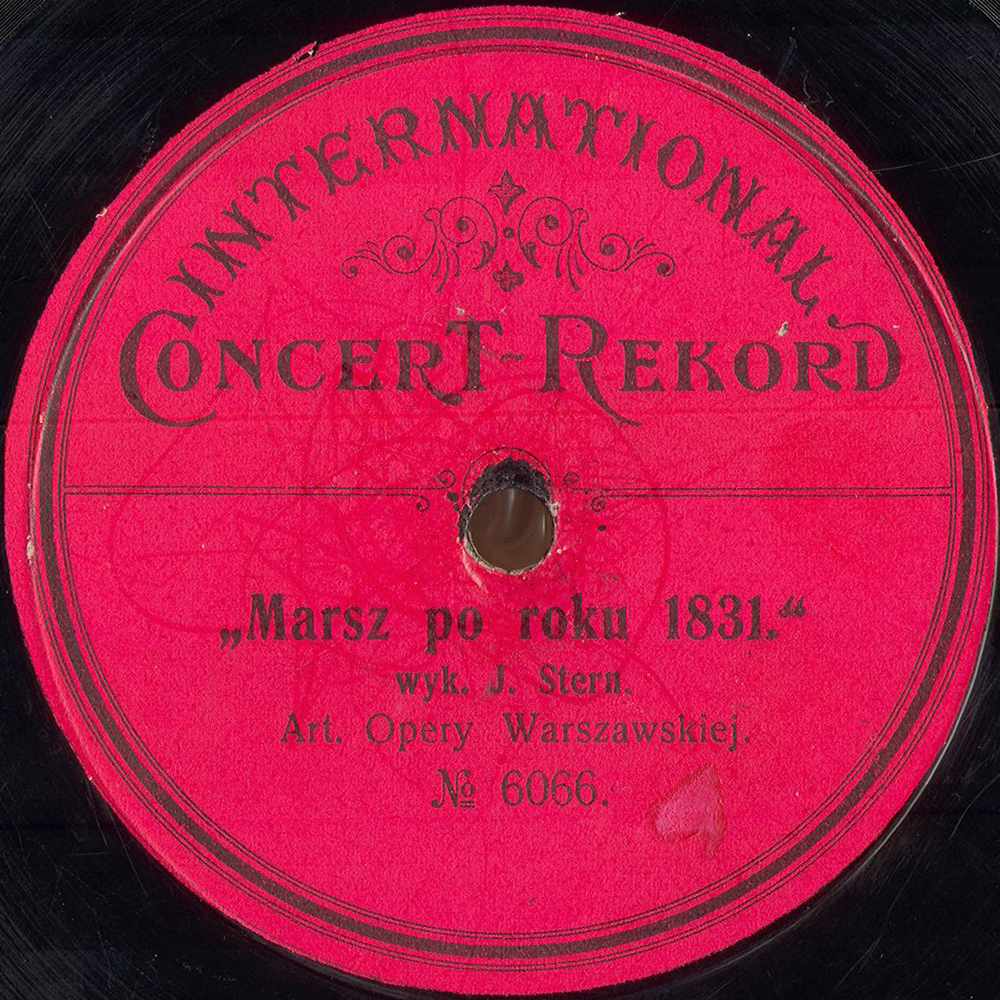 INTERNATIONAL
CONCERT-REKORD
„Marsz po roku 1831.“
wyk. J. Stern.
Art. Opery Warszawskiej.
№ 6066.